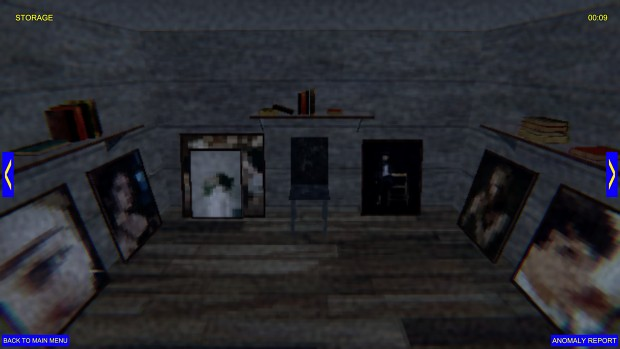 STORAGE
00:09
BACK TO MAIN MENU
ANOMALY REPORT